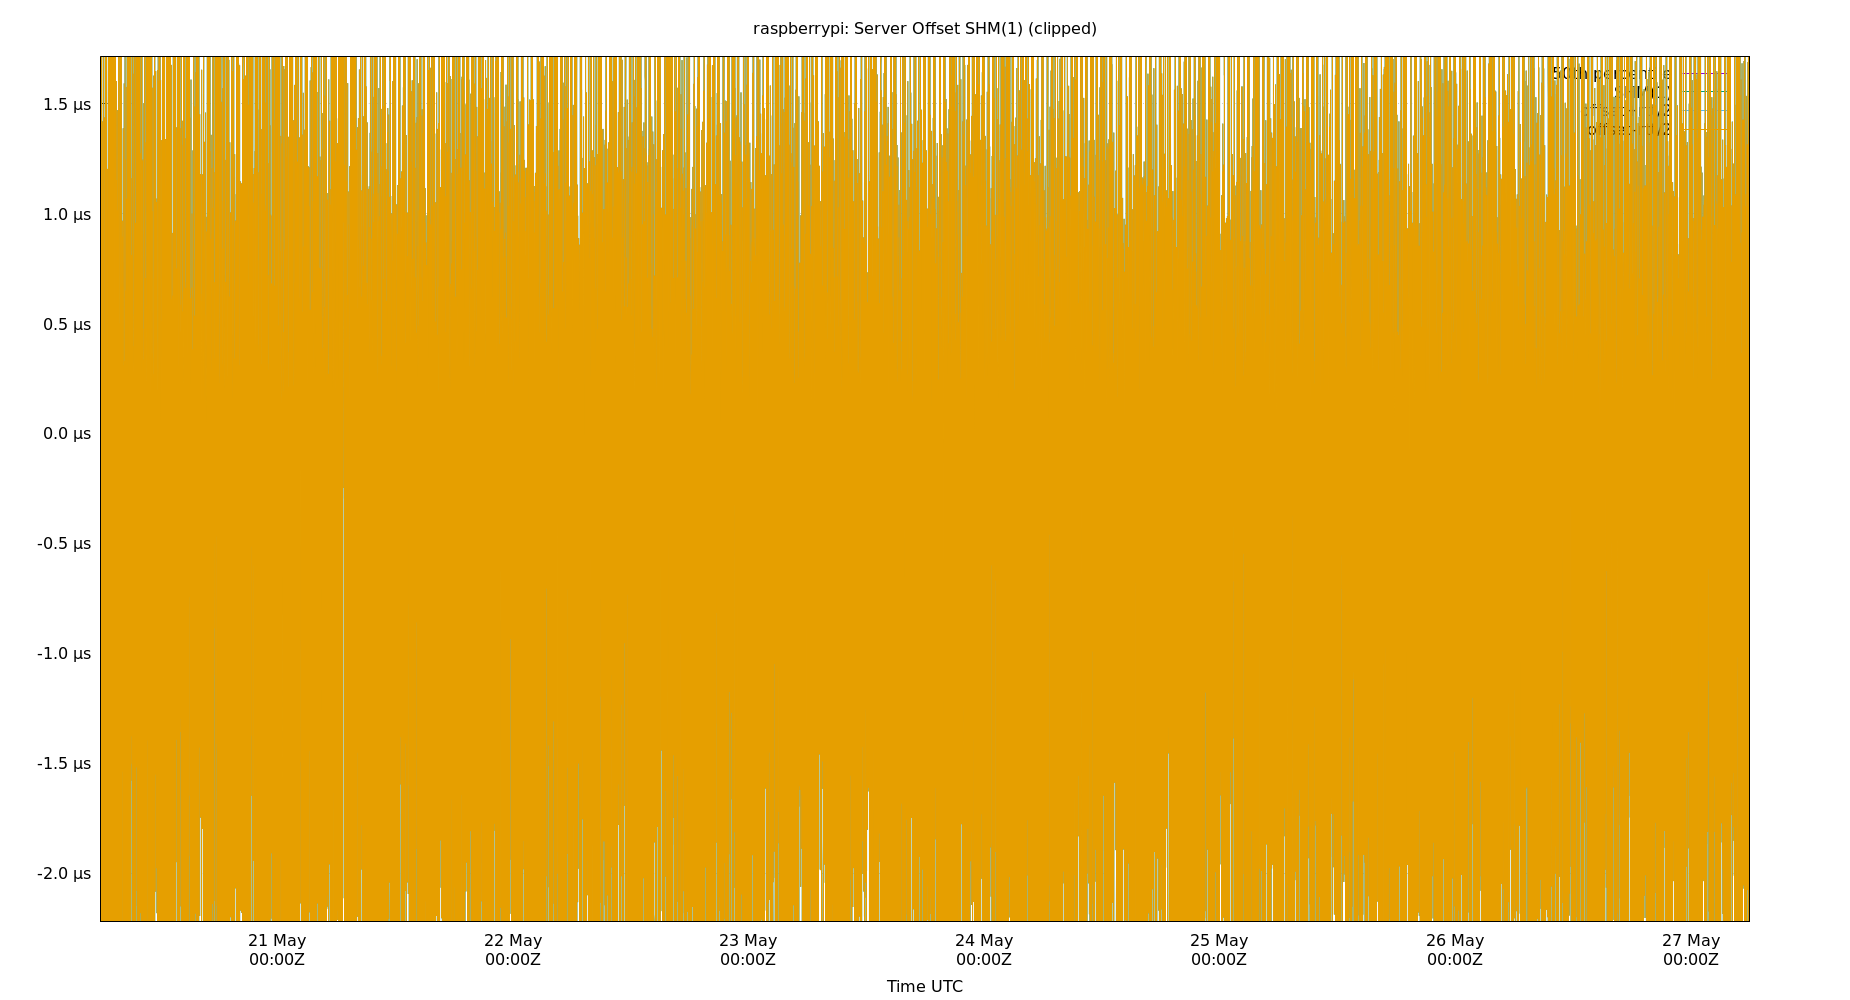 raspberrypi: Server Offset SHM(1) (clipped)
1.5 µs
1.0 µs
0.5 µs
0.0 µs
-0.5 µs
-1.0 µs
-1.5 µs
-2.0 µs
21 May
00:00Z
22 May
00:00Z
23 May
00:00Z
24 May
00:00Z
25 May
00:00Z
26 May
00:00Z
27 May
00:00Z
Time UTC